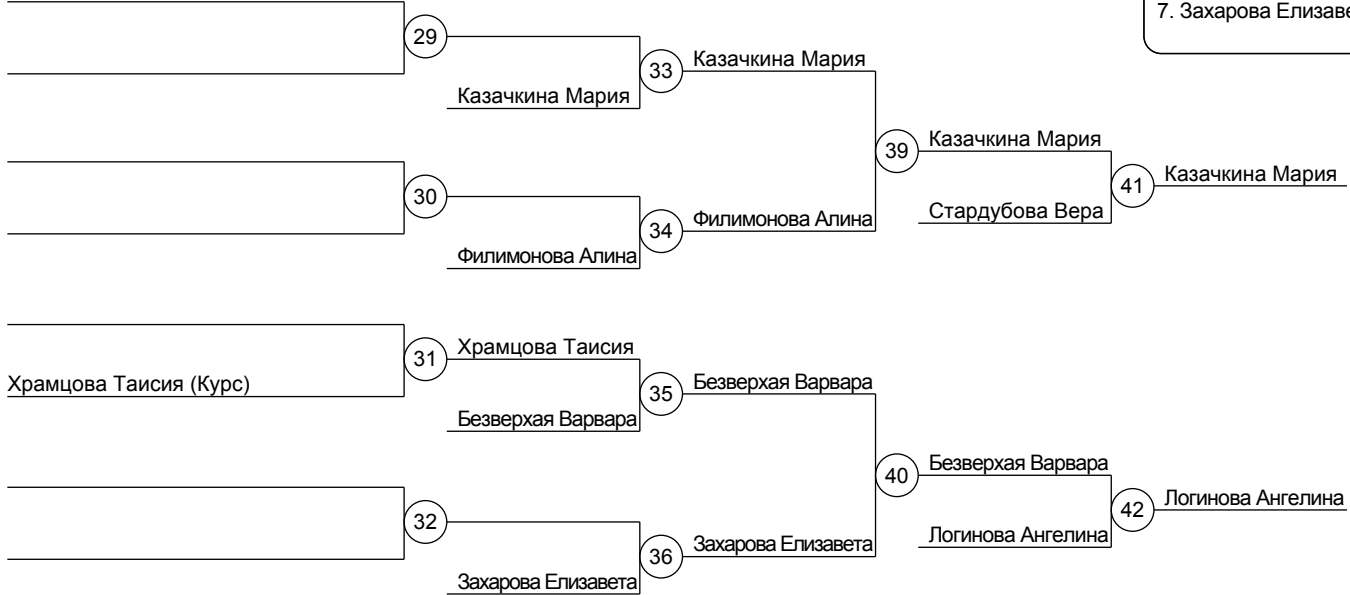 7. Захарова Елизаве
29
33
Казачкина Мария
Казачкина Мария
39
Казачкина Мария
41
Казачкина Мария
30
34
Филимонова Алина
Стардубова Вера
Филимонова Алина
31
Храмцова Таисия
Храмцова Таисия (Курс)
35
Безверхая Варвара
Безверхая Варвара
40
Безверхая Варвара
42
Логинова Ангелина
32
36
Захарова Елизавета
Логинова Ангелина
Захарова Елизавета